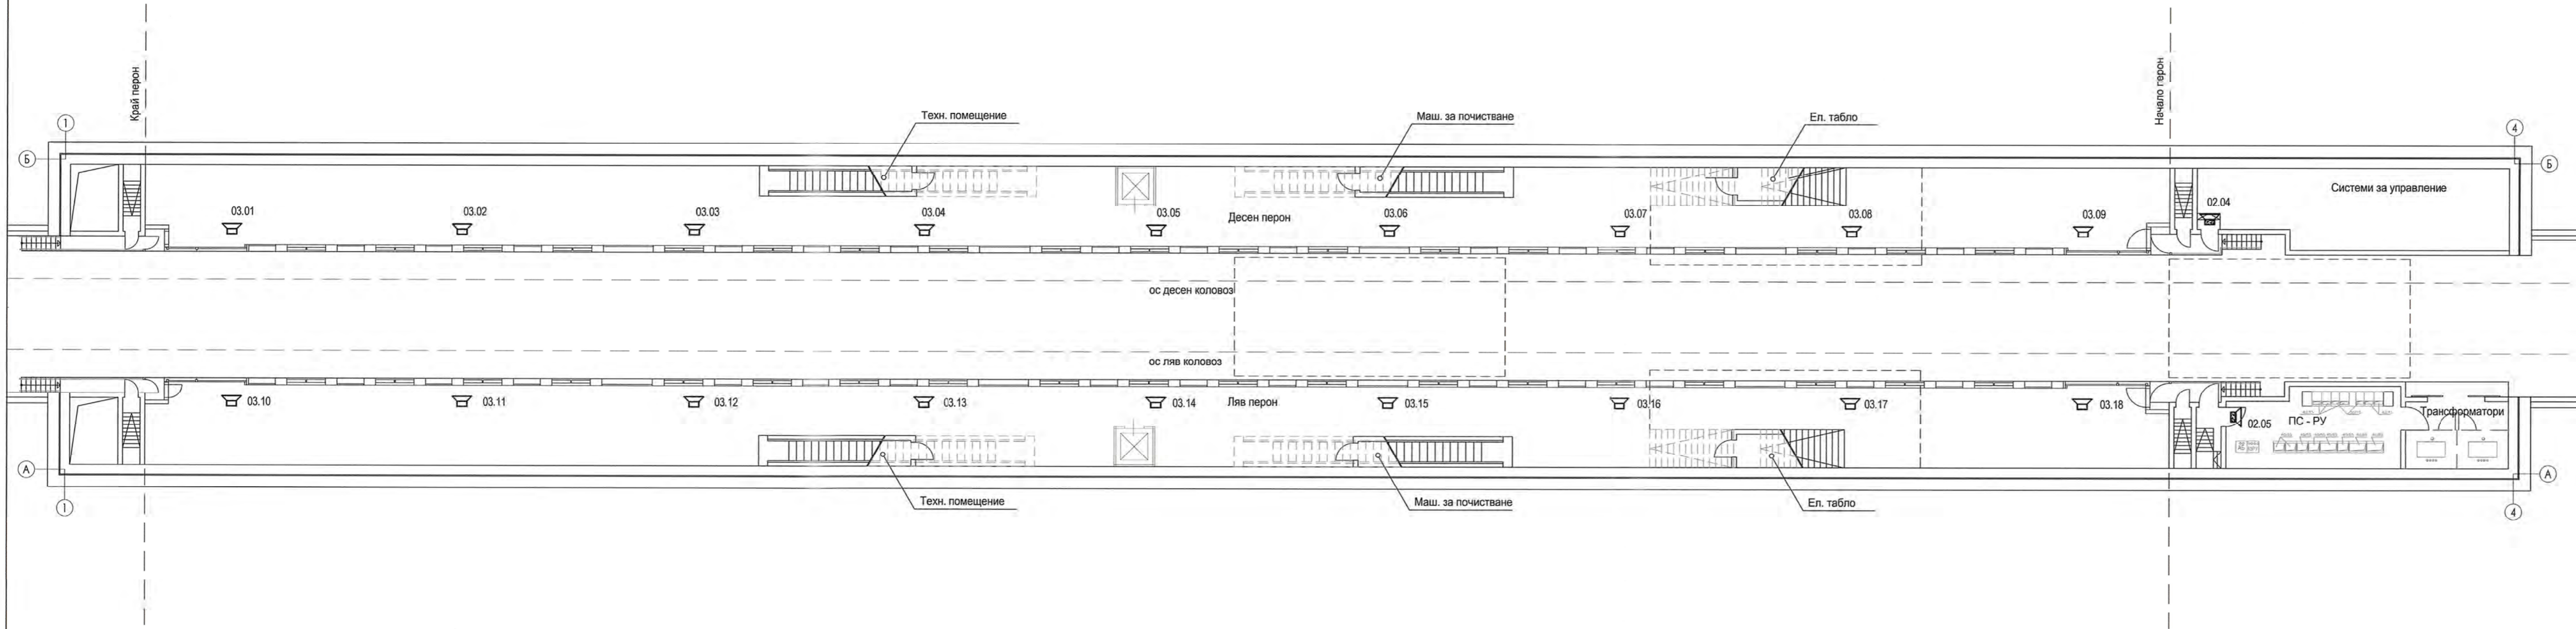 Край перон
Начало герон
Техн. помещение
Маш. за почистване
Ел. табло
1
4
Б
Б
Системи за управление
03.01
03.02
03.03
03.04
03.05
Десен перон
03.06
03.07
03.08
03.09
02.04
ос десен коловоз
ос ляв коловоз
03.10
03.11
03.12
03.13
03.14
Ляв перон
03.15
03.16
03.17
03.18
02.05
ПС - РУ
Трансформатори
А
А
Техн. помещение
Маш. за почистване
Ел. табло
1
4